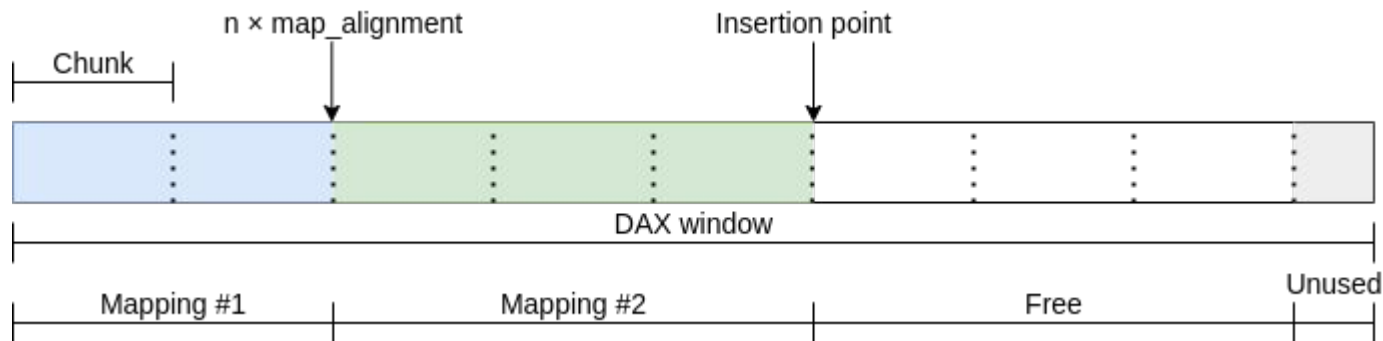 n × map_alignment
Insertion point
Chunk
DAX window
Unused
Mapping #1
Mapping #2
Free